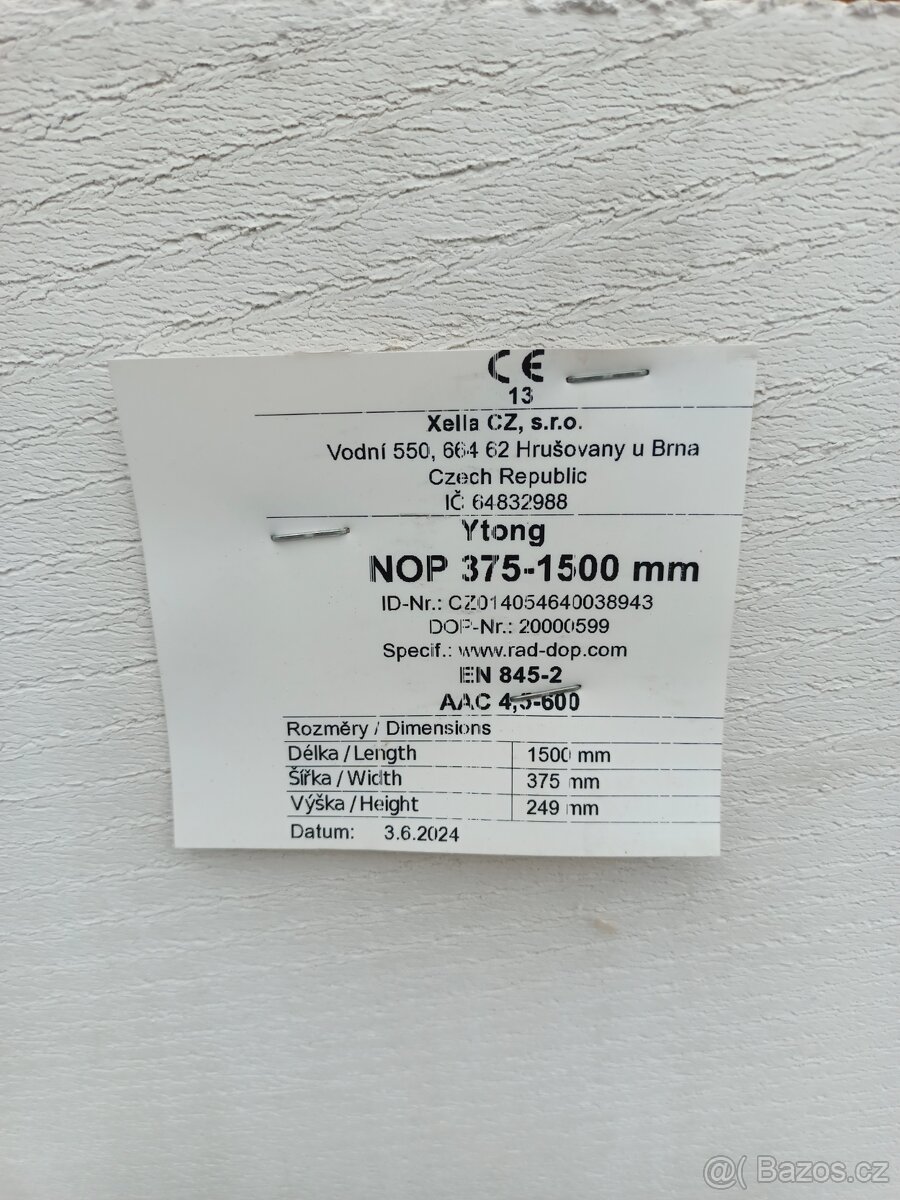 CE
13
Xella CZ, s.r.o.
Vodní 550, 664 62 Hrušovany u Brna
Czech Republic
IČ 64832988
Ytong
NOP 375-1500 mm
ID-Nr.: CZ014054640038943
DOP-Nr.: 20000599
Specif.: www.rad-dop.com
EN 845-2
AAC 4,5-600
Rozměry / Dimensions
Délka / Length 1500 mm
Šířka / Width 375 mm
Výška / Height 249 mm
Datum: 3.6.2024
@( Bazos.cz